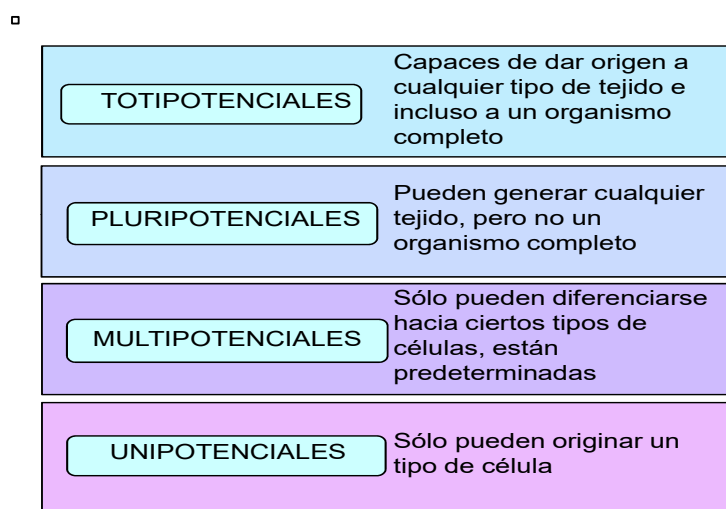 TOTIPOTENCIALES
Capaces de dar origen a
cualquier tipo de tejido e
incluso a un organismo
completo
PLURIPOTENCIALES
Pueden generar cualquier
tejido, pero no un
organismo completo
MULTIPOTENCIALES
Sólo pueden diferenciarse
hacia ciertos tipos de
células, están
predeterminadas
UNIPOTENCIALES
Sólo pueden originar un
tipo de célula